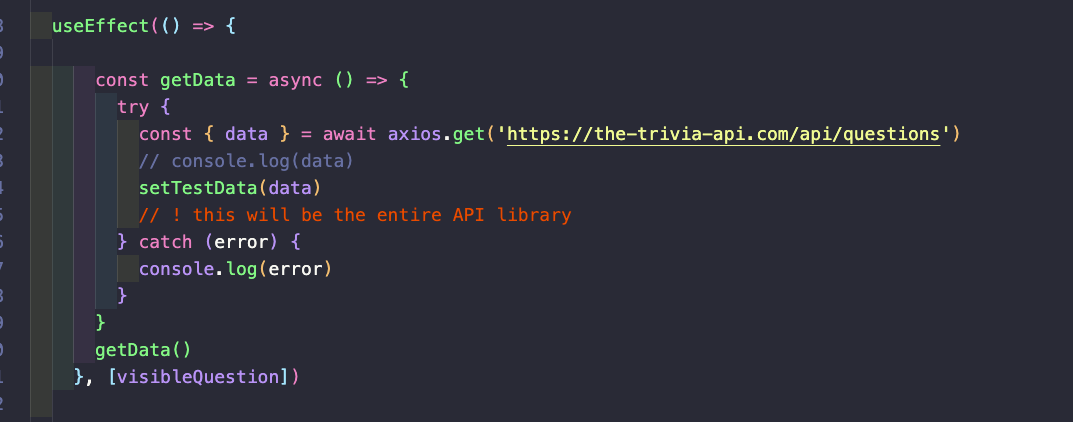 useEffect(() => {
const getData = async () => {
try {
const { data } = await axios.get('https://the-trivia-api.com/api/questions')
// console.log(data)
setTestData(data)
// ! this will be the entire API library
} catch (error) {
console.log(error)
}
}
getData()
}, [visibleQuestion])